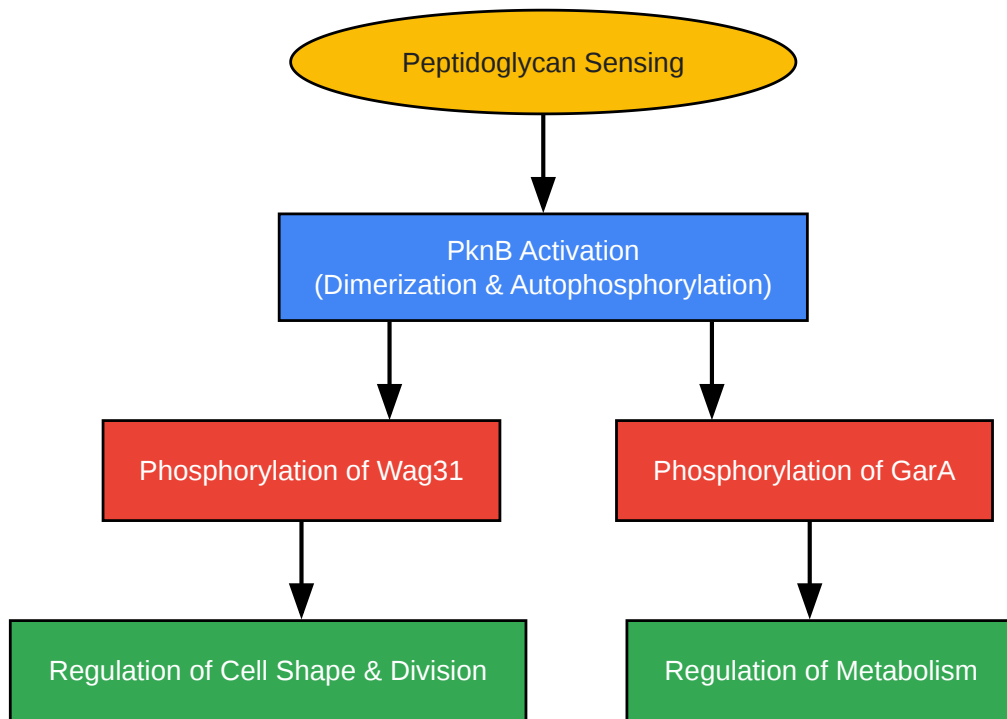 Peptidoglycan Sensing
PknB Activation
(Dimerization & Autophosphorylation)
Phosphorylation of Wag31
Phosphorylation of GarA
Regulation of Cell Shape & Division
Regulation of Metabolism